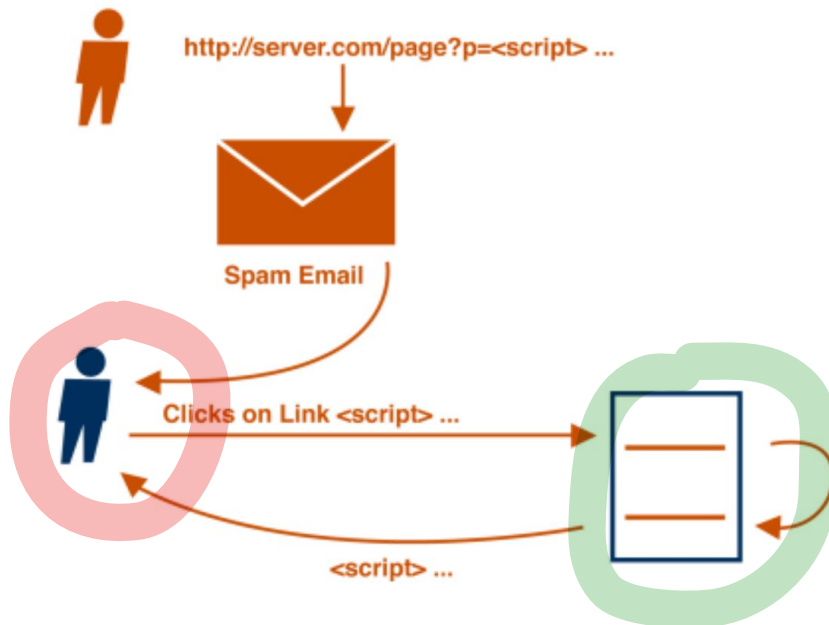 http://server.com/page?p=<script> ...
Spam Email
Clicks on Link <script> ...
<script> ...